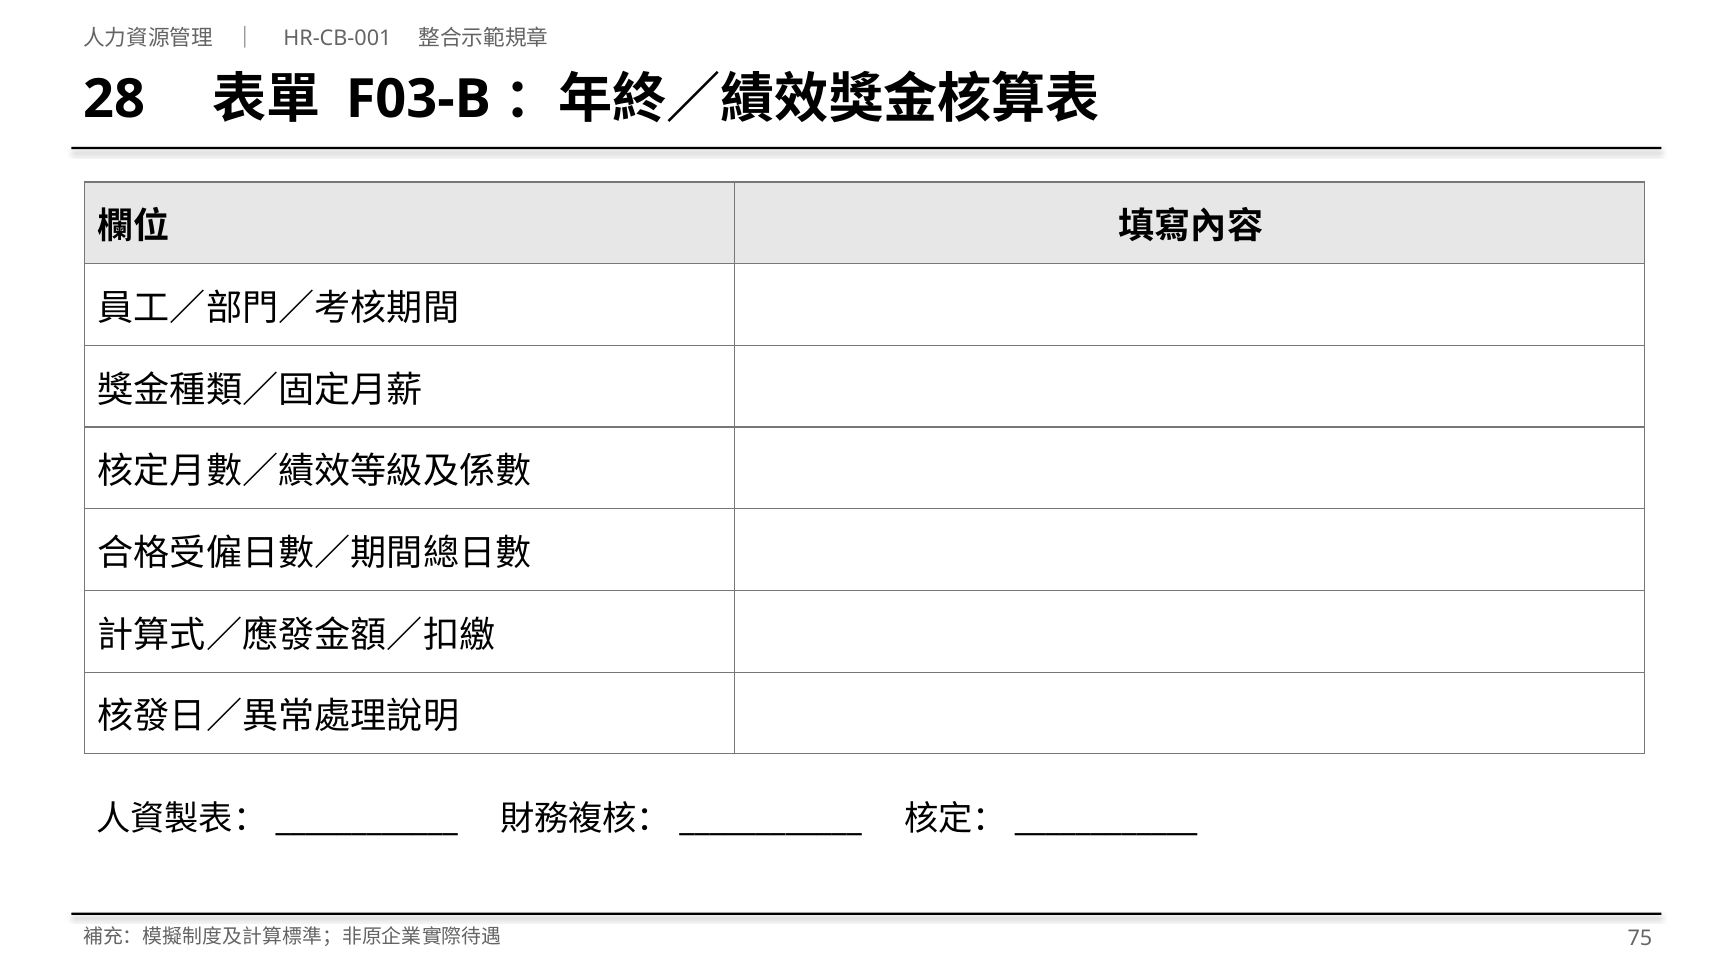 人力資源管理 ｜ HR-CB-001 整合示範規章
28 表單 F03-B：年終／績效獎金核算表
欄位 填寫內容
員工／部門／考核期間
獎金種類／固定月薪
核定月數／績效等級及係數
合格受僱日數／期間總日數
計算式／應發金額／扣繳
核發日／異常處理說明
人資製表：____________ 財務複核：____________ 核定：____________
補充：模擬制度及計算標準；非原企業實際待遇 75